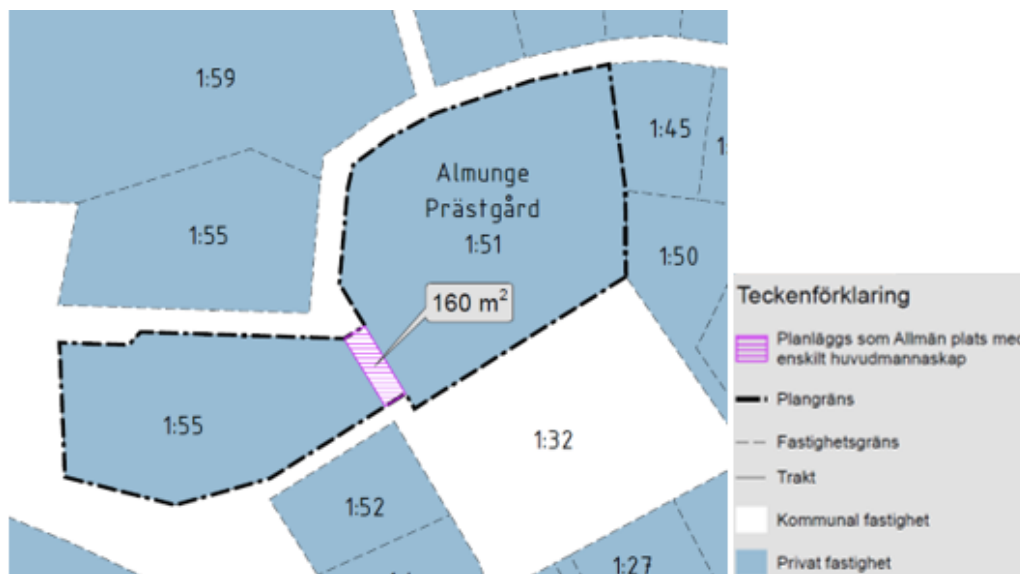 1:59
Almunge
Prästgård
1:51
1:45
1:55
1:50
160 m²
1:55
1:32
1:52
1:27
Teckenförklaring
Planläggs som Allmän plats med
enskilt huvudmannaskap
Plangräns
Fastighetsgräns
Trakt
Kommunal fastighet
Privat fastighet